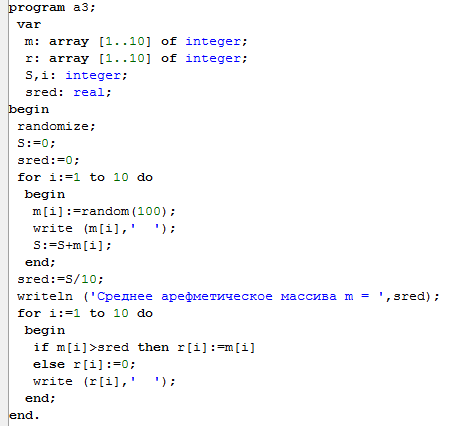 program a3;
var
m: array [1..10] of integer;
r: array [1..10] of integer;
S,i: integer;
sred: real;
begin
randomize;
S:=0;
sred:=0;
for i:=1 to 10 do
begin
m[i]:=random(100);
write (m[i],'  ');
S:=S+m[i];
end;
sred:=S/10;
writeln ('Среднее арефметическое массива m = ',sred);
for i:=1 to 10 do
begin
if m[i]>sred then r[i]:=m[i]
else r[i]:=0;
write (r[i],'  ');
end;
end.